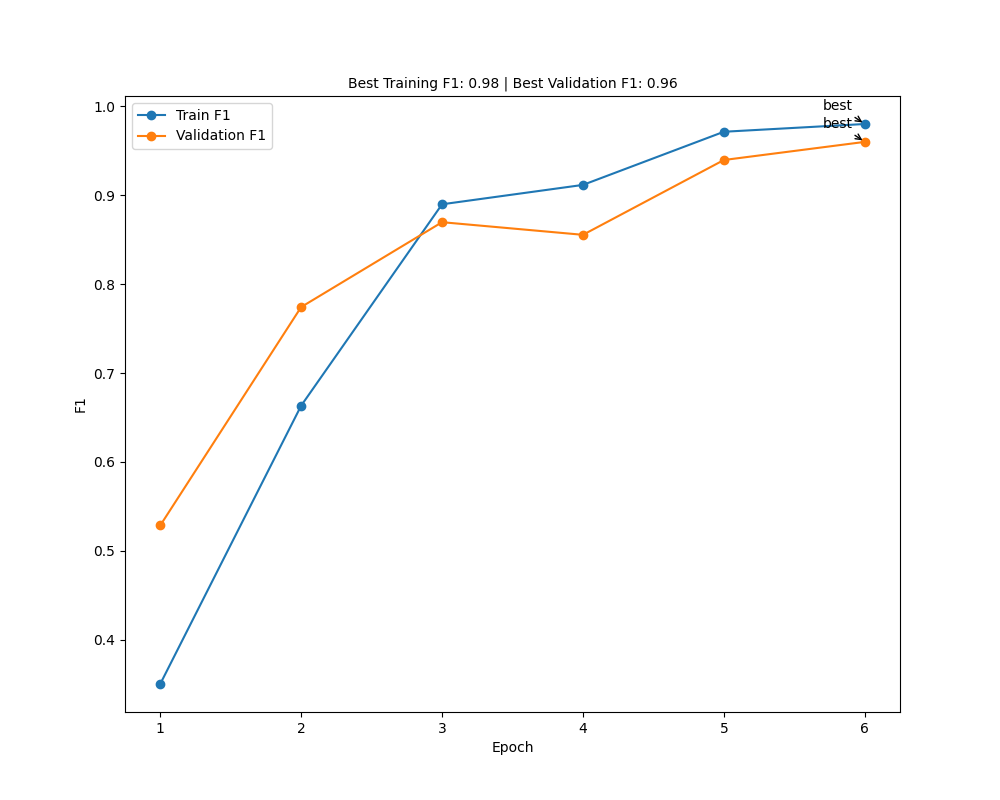 Best Training F1: 0.98 | Best Validation F1: 0.96
Train F1
Validation F1
best
best
1.0
0.9
0.8
0.7
0.6
0.5
0.4
F1
1 2 3 4 5 6
Epoch